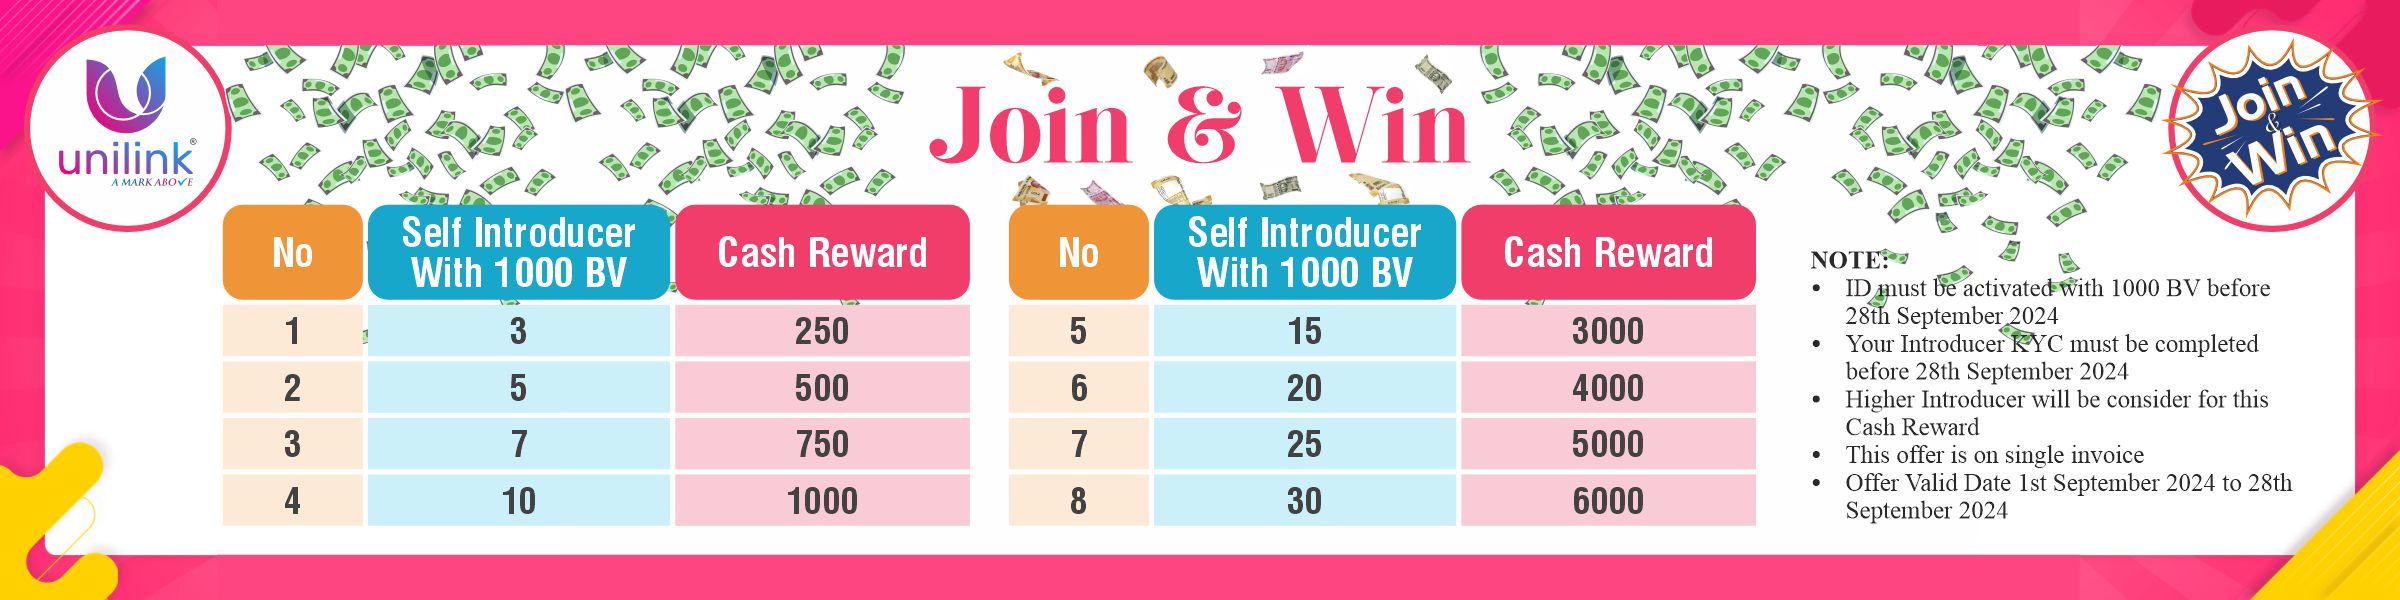 unilink®
A MARK ABOVE
Join & Win
Join
&
Win
No Self Introducer With 1000 BV Cash Reward
1 3 250
2 5 500
3 7 750
4 10 1000
No Self Introducer With 1000 BV Cash Reward
5 15 3000
6 20 4000
7 25 5000
8 30 6000
NOTE:
• ID must be activated with 1000 BV before
28th September 2024
• Your Introducer KYC must be completed
before 28th September 2024
• Higher Introducer will be consider for this
Cash Reward
• This offer is on single invoice
• Offer Valid Date 1st September 2024 to 28th
September 2024